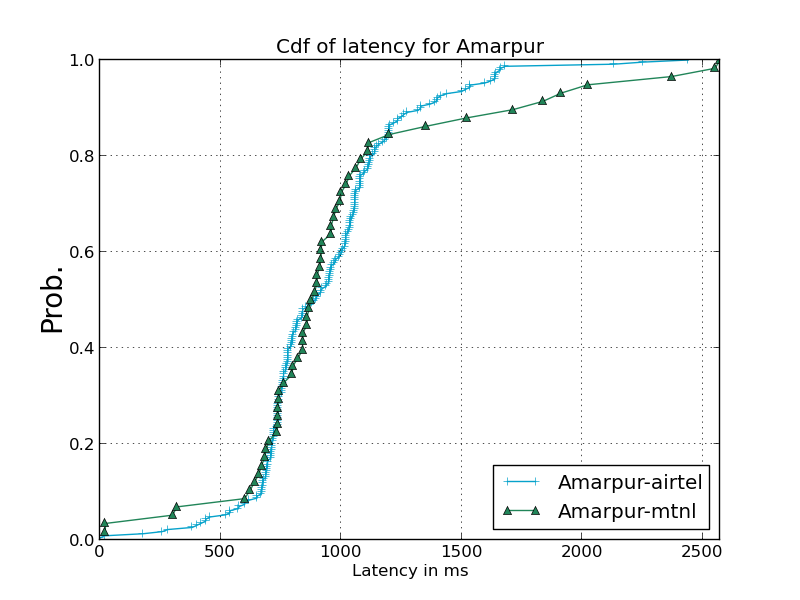 Cdf of latency for Amarpur
Prob.
1.0
0.8
0.6
0.4
0.2
0.0
0
500
1000
1500
2000
2500
Latency in ms
Amarpur-airtel
Amarpur-mtnl